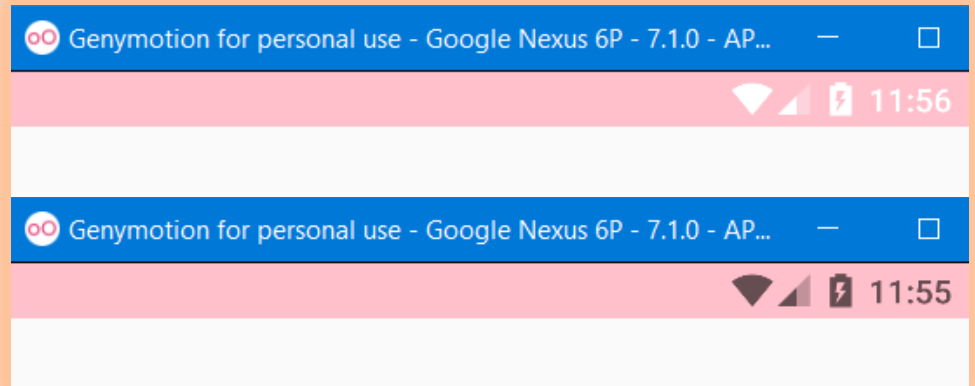 Genymotion for personal use - Google Nexus 6P - 7.1.0 - AP...
11:56
Genymotion for personal use - Google Nexus 6P - 7.1.0 - AP...
11:55